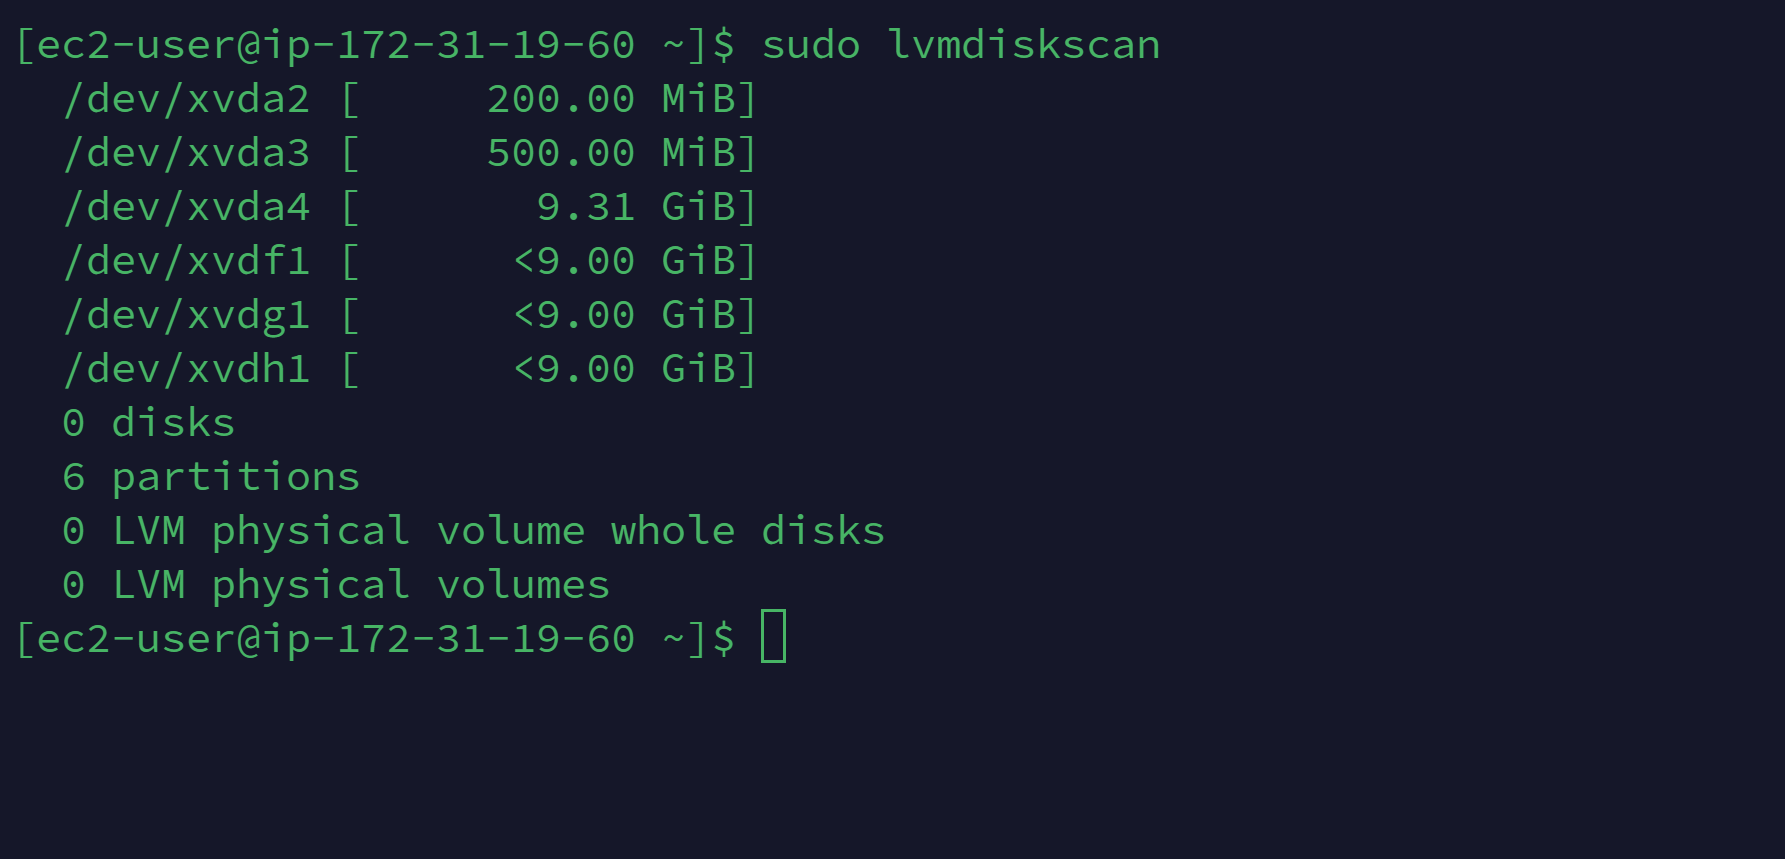 [ec2-user@ip-172-31-19-60 ~]$ sudo lvmdiskscan
  /dev/xvda2 [     200.00 MiB]
  /dev/xvda3 [     500.00 MiB]
  /dev/xvda4 [       9.31 GiB]
  /dev/xvdf1 [      <9.00 GiB]
  /dev/xvdg1 [      <9.00 GiB]
  /dev/xvdh1 [      <9.00 GiB]
  0 disks
  6 partitions
  0 LVM physical volume whole disks
  0 LVM physical volumes
[ec2-user@ip-172-31-19-60 ~]$